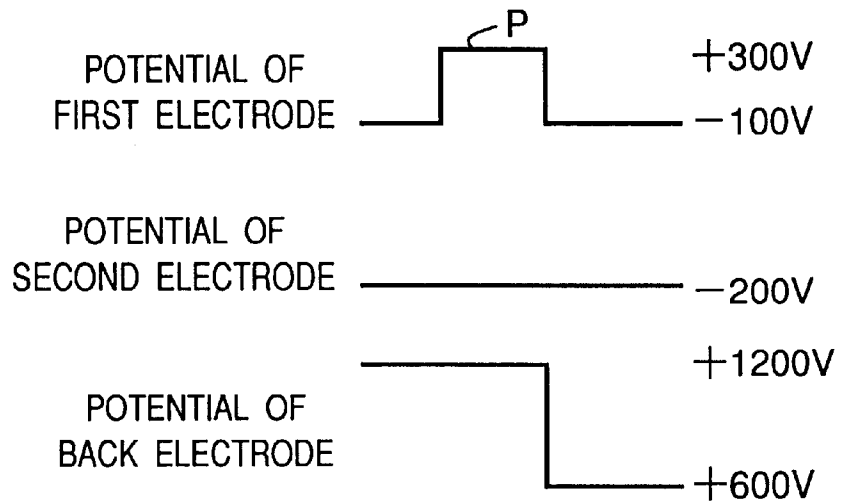 P
POTENTIAL OF
FIRST ELECTRODE
+300V
−100V
POTENTIAL OF
SECOND ELECTRODE
−200V
+1200V
POTENTIAL OF
BACK ELECTRODE
+600V